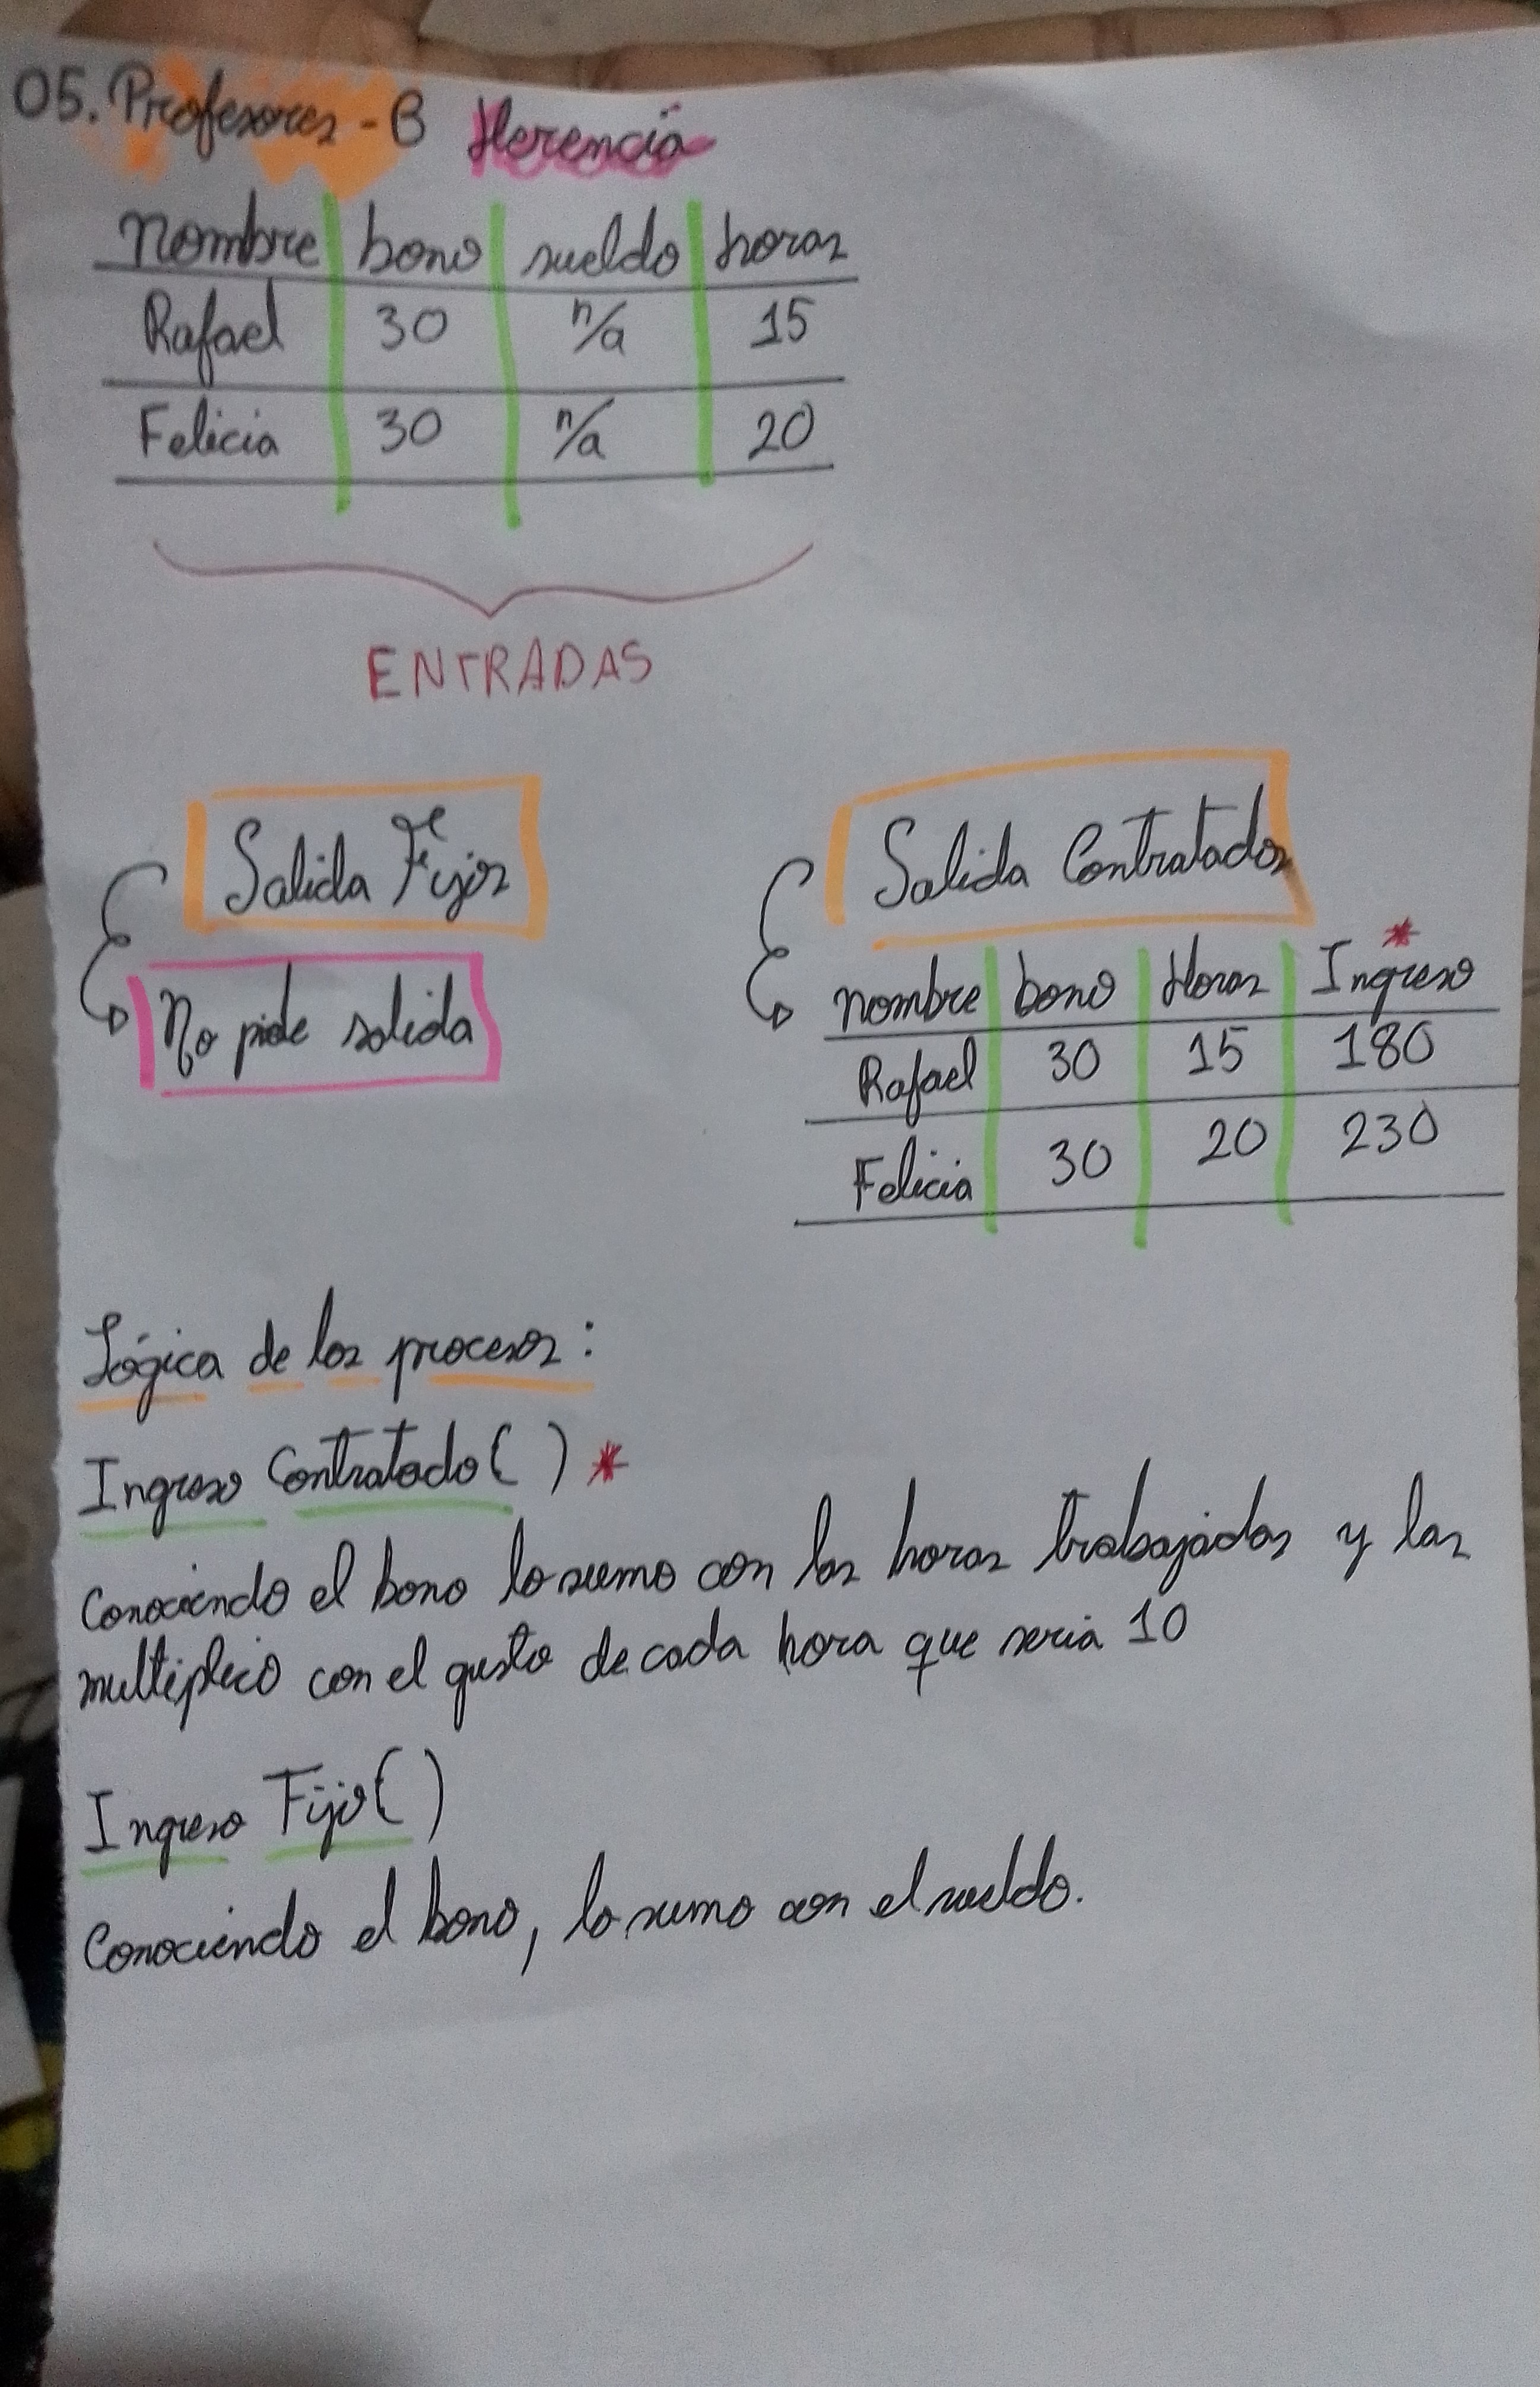 05. Profesores - B Herencia
nombre bono sueldo horas
Rafael 30 n/a 15
Felicia 30 n/a 20
ENTRADAS
Salida Fijos
No pide salida
Salida Contratados
*
nombre bono Horas Ingreso
Rafael 30 15 180
Felicia 30 20 230
Lógica de los procesos:
Ingreso Contratado( ) *
Conociendo el bono lo sumo con las horas trabajadas y las
multiplico con el gusto de cada hora que seria 10
Ingreso Fijo( )
Conociendo el bono, lo sumo con el sueldo.